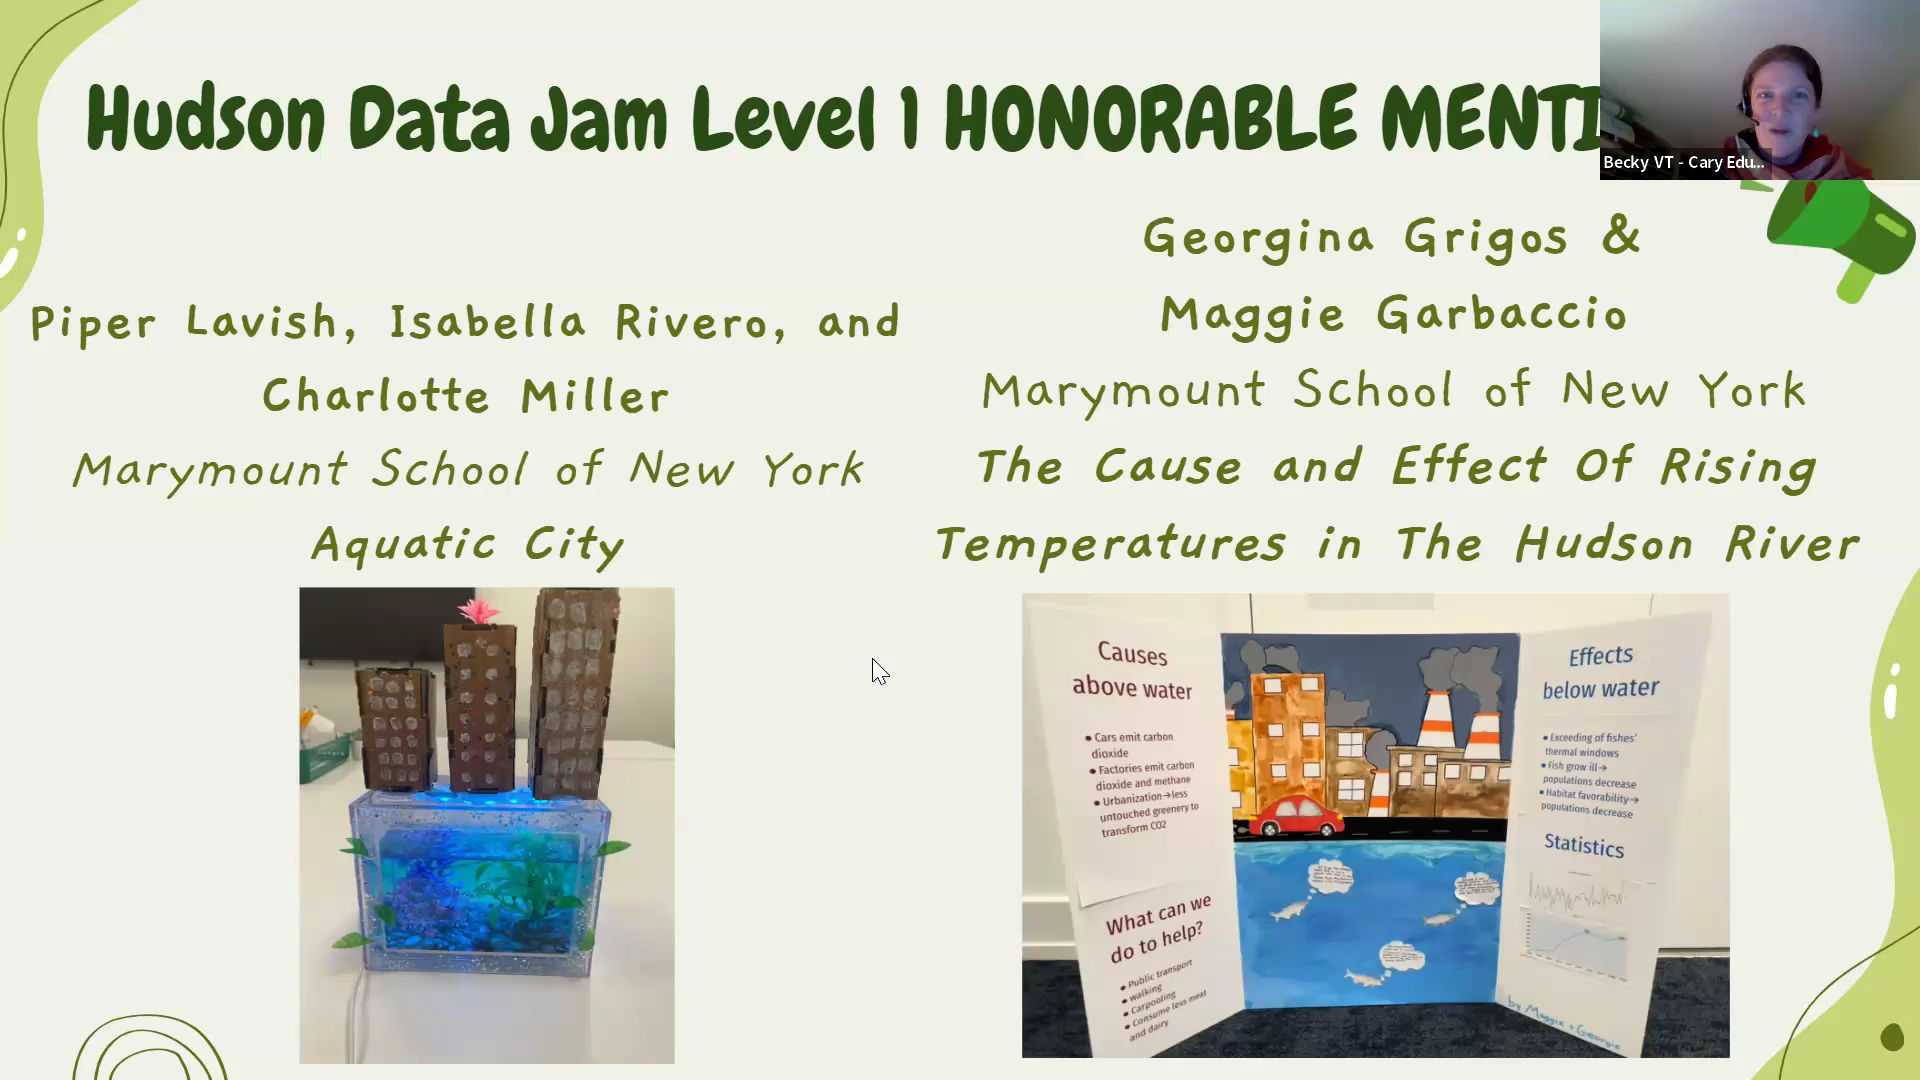 Hudson Data Jam Level 1 HONORABLE MENTI
Becky VT - Cary Edu...
Piper Lavish, Isabella Rivero, and
Charlotte Miller
Marymount School of New York
Aquatic City
Georgina Grigos &
Maggie Garbaccio
Marymount School of New York
The Cause and Effect Of Rising
Temperatures in The Hudson River
Causes
above water
• Cars emit carbon
dioxide
• Factories emit carbon
dioxide and methane
• Urbanization→less
untouched greenery to
transform CO2
What can we
do to help?
• Public transport
• walking
• Carpooling
• Consume less meat
and dairy
Effects
below water
• Exceeding of fishes'
thermal windows
• Fish grow ill→
populations decrease
• Habitat favorability→
populations decrease
Statistics
by Maggie + Georgie